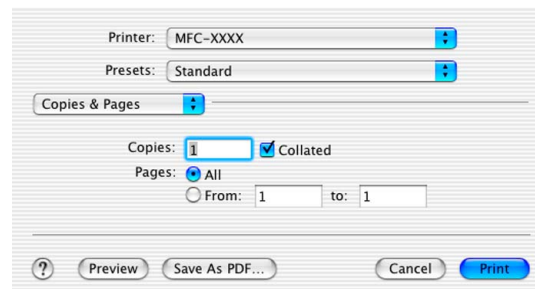 Printer: MFC-XXXX
Presets: Standard
Copies & Pages
Copies: 1 Collated
Pages: All
From: 1 to: 1
? Preview Save As PDF... Cancel Print